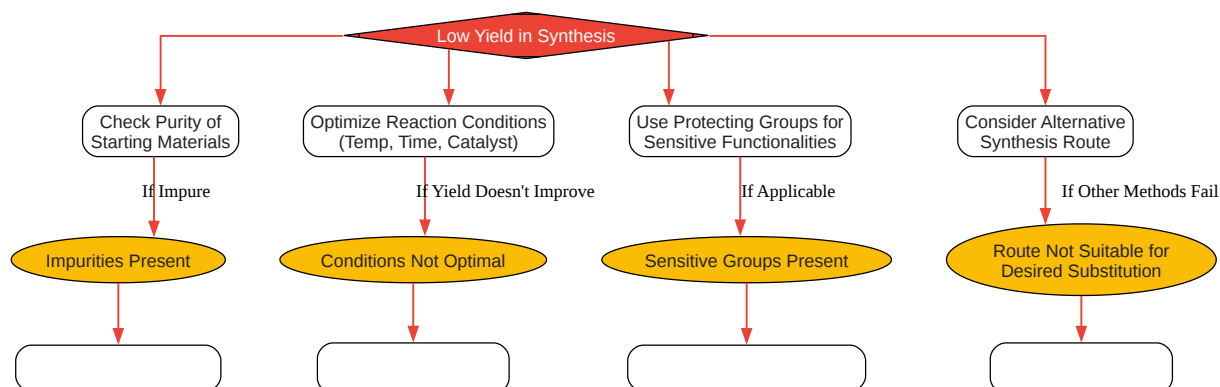 Low Yield in Synthesis
Check Purity of
Starting Materials
Optimize Reaction Conditions
(Temp, Time, Catalyst)
Use Protecting Groups for
Sensitive Functionalities
Consider Alternative
Synthesis Route
If Impure
If Yield Doesn't Improve
If Applicable
If Other Methods Fail
Impurities Present
Conditions Not Optimal
Sensitive Groups Present
Route Not Suitable for
Desired Substitution